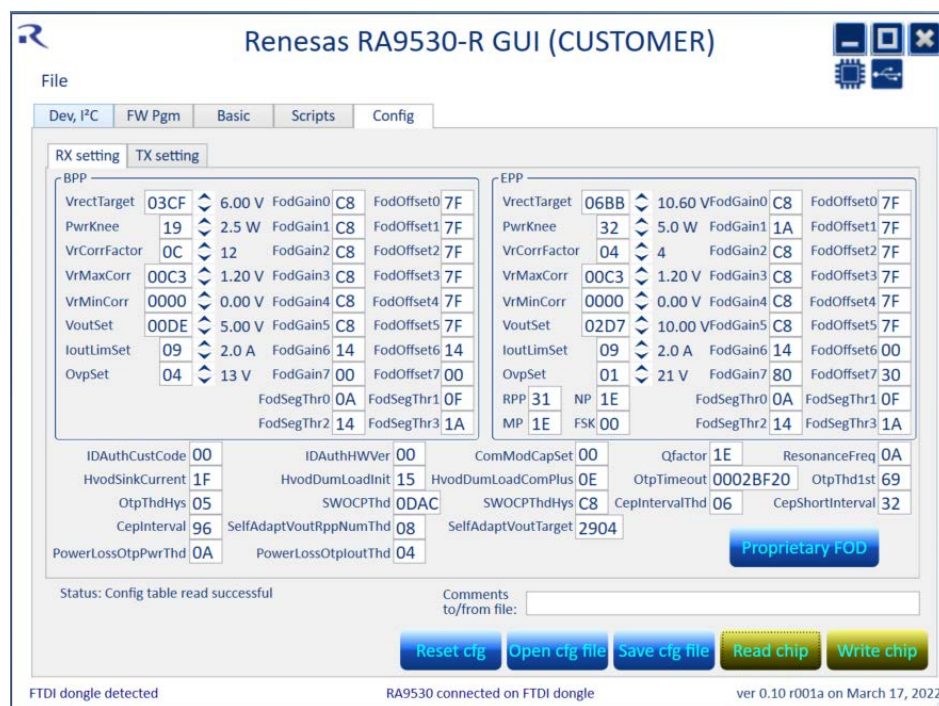 Renesas RA9530-R GUI (CUSTOMER)
File
Dev, I²C FW Pgm Basic Scripts Config
RX setting TX setting
BPP
VrectTarget 03CF 6.00 V FodGain0 C8 FodOffset0 7F
PwrKnee 19 2.5 W FodGain1 C8 FodOffset1 7F
VrCorrFactor 0C 12 FodGain2 C8 FodOffset2 7F
VrMaxCorr 00C3 1.20 V FodGain3 C8 FodOffset3 7F
VrMinCorr 0000 0.00 V FodGain4 C8 FodOffset4 7F
VoutSet 00DE 5.00 V FodGain5 C8 FodOffset5 7F
IoutLimSet 09 2.0 A FodGain6 14 FodOffset6 14
OvpSet 04 13 V FodGain7 00 FodOffset7 00
FodSegThr0 0A FodSegThr1 0F
FodSegThr2 14 FodSegThr3 1A
EPP
VrectTarget 06BB 10.60 V FodGain0 C8 FodOffset0 7F
PwrKnee 32 5.0 W FodGain1 1A FodOffset1 7F
VrCorrFactor 04 4 FodGain2 C8 FodOffset2 7F
VrMaxCorr 00C3 1.20 V FodGain3 C8 FodOffset3 7F
VrMinCorr 0000 0.00 V FodGain4 C8 FodOffset4 7F
VoutSet 02D7 10.00 V FodGain5 C8 FodOffset5 7F
IoutLimSet 09 2.0 A FodGain6 14 FodOffset6 00
OvpSet 01 21 V FodGain7 80 FodOffset7 30
RPP 31 NP 1E FodSegThr0 0A FodSegThr1 0F
MP 1E FSK 00 FodSegThr2 14 FodSegThr3 1A
IDAuthCustCode 00 IDAuthHWVer 00 ComModCapSet 00 Qfactor 1E ResonanceFreq 0A
HvodSinkCurrent 1F HvodDumLoadInit 15 HvodDumLoadComPlus 0E OtpTimeout 0002BF20 OtpThd1st 69
OtpThdHys 05 SWOCPThd 0DAC SWOCPThdHys C8 CepIntervalThd 06 CepShortInterval 32
CepInterval 96 SelfAdaptVoutRppNumThd 08 SelfAdaptVoutTarget 2904
PowerLossOtpPwrThd 0A PowerLossOtpIoutThd 04
Proprietary FOD
Status: Config table read successful
Comments
to/from file:
Reset cfg Open cfg file Save cfg file Read chip Write chip
FTDI dongle detected RA9530 connected on FTDI dongle ver 0.10 r001a on March 17, 2022